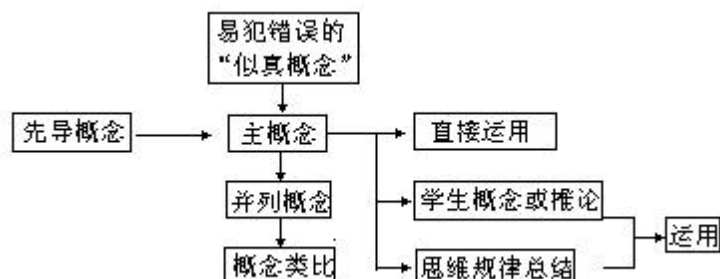 易犯错误的
“似真概念”
先导概念
主概念
直接运用
并列概念
学生概念或推论
运用
概念类比
思维规律总结